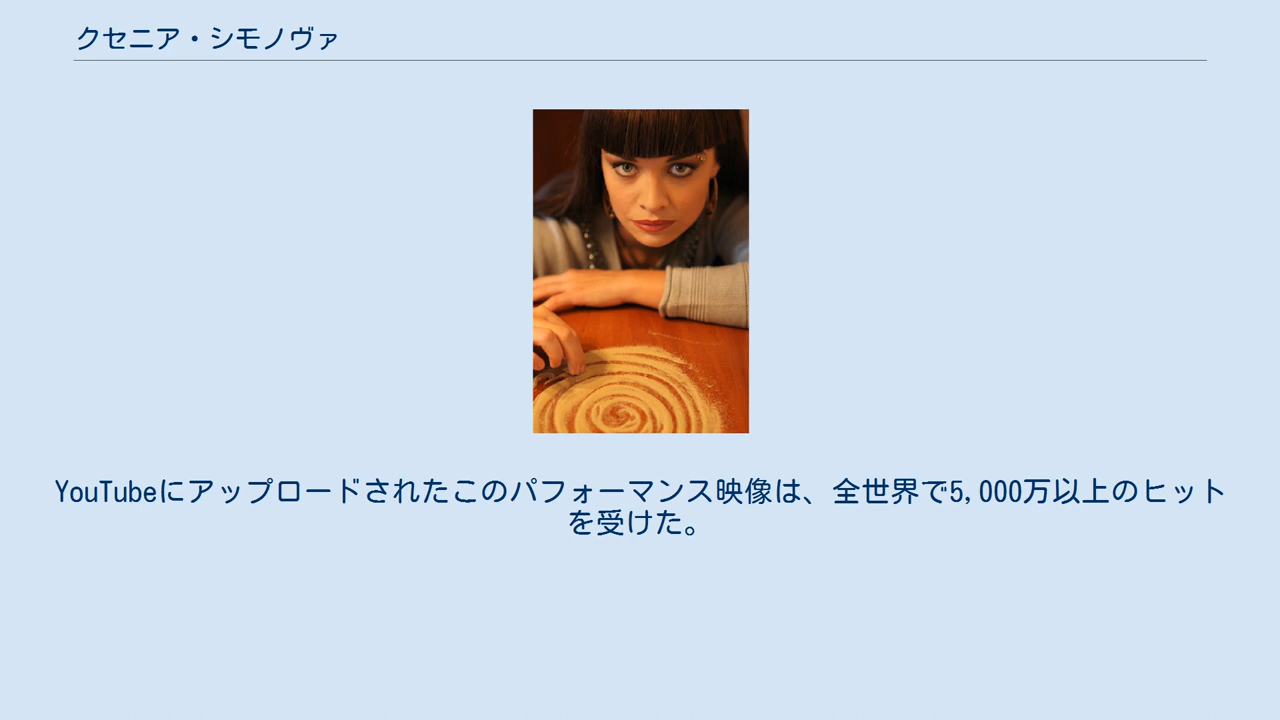 クセニア・シモノヴァ
YouTubeにアップロードされたこのパフォーマンス映像は、全世界で5,000万以上のヒット
を受けた。